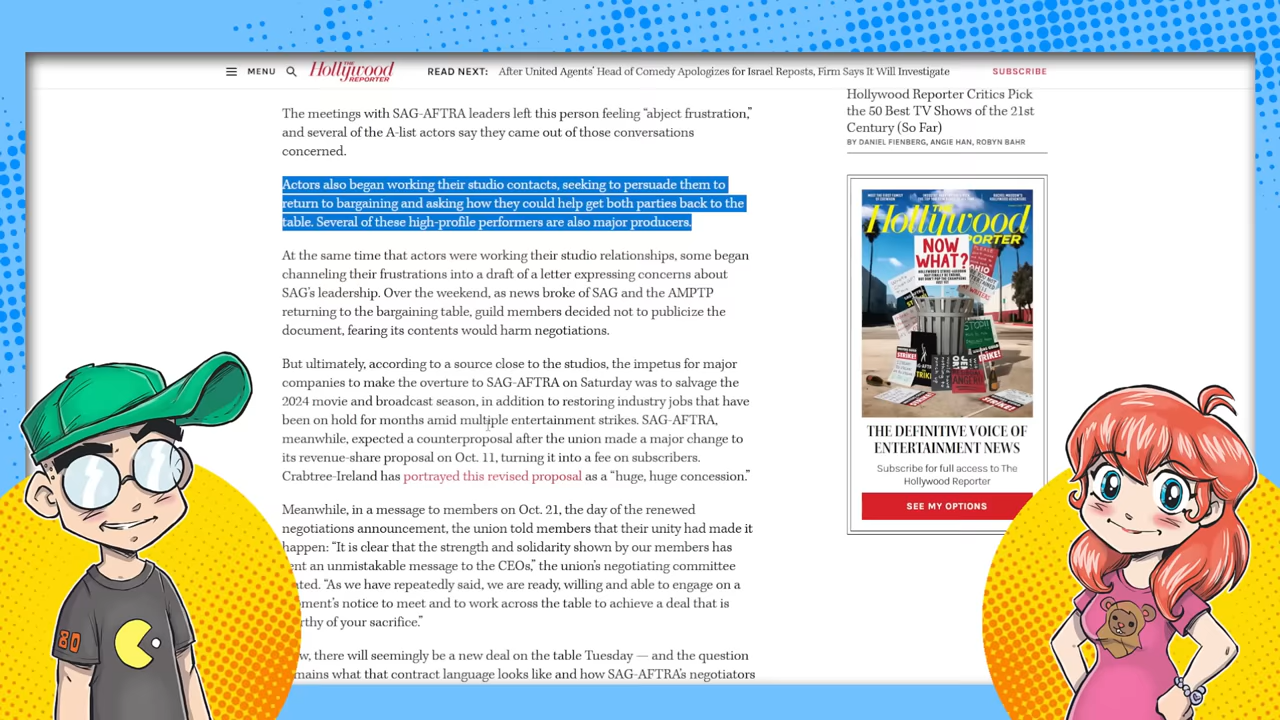 MENU
THE
Hollywood
REPORTER
READ NEXT: After United Agents' Head of Comedy Apologizes for Israel Reposts, Firm Says It Will Investigate
SUBSCRIBE
The meetings with SAG-AFTRA leaders left this person feeling “abject frustration,”
and several of the A-list actors say they came out of those conversations
concerned.
Actors also began working their studio contacts, seeking to persuade them to
return to bargaining and asking how they could help get both parties back to the
table. Several of these high-profile performers are also major producers.
At the same time that actors were working their studio relationships, some began
channeling their frustrations into a draft of a letter expressing concerns about
SAG’s leadership. Over the weekend, as news broke of SAG and the AMPTP
returning to the bargaining table, guild members decided not to publicize the
document, fearing its contents would harm negotiations.
But ultimately, according to a source close to the studios, the impetus for major
companies to make the overture to SAG-AFTRA on Saturday was to salvage the
2024 movie and broadcast season, in addition to restoring industry jobs that have
been on hold for months amid multiple entertainment strikes. SAG-AFTRA,
meanwhile, expected a counterproposal after the union made a major change to
its revenue-share proposal on Oct. 11, turning it into a fee on subscribers.
Crabtree-Ireland has portrayed this revised proposal as a “huge, huge concession.”
Meanwhile, in a message to members on Oct. 21, the day of the renewed
negotiations announcement, the union told members that their unity had made it
happen: “It is clear that the strength and solidarity shown by our members has
ent an unmistakable message to the CEOs,” the union’s negotiating committee
ated. “As we have repeatedly said, we are ready, willing and able to engage on a
oment’s notice to meet and to work across the table to achieve a deal that is
rthy of your sacrifice.”
w, there will seemingly be a new deal on the table Tuesday — and the question
mains what that contract language looks like and how SAG-AFTRA’s negotiators
Hollywood Reporter Critics Pick
the 50 Best TV Shows of the 21st
Century (So Far)
BY DANIEL FIENBERG, ANGIE HAN, ROBYN BAHR
Hollywood
REPORTER
NOW
WHAT?
STRIKE!
THE DEFINITIVE VOICE OF
ENTERTAINMENT NEWS
Subscribe for full access to The
Hollywood Reporter
SEE MY OPTIONS
80